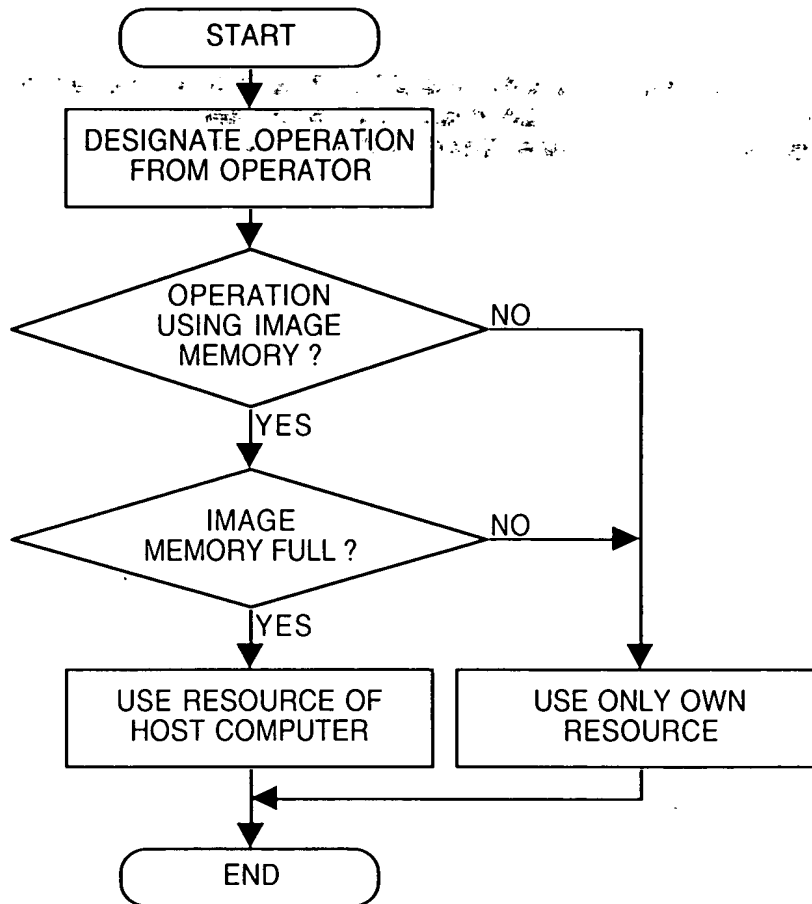 START
DESIGNATE OPERATION
FROM OPERATOR
OPERATION
USING IMAGE
MEMORY ?
NO
YES
IMAGE
MEMORY FULL ?
NO
YES
USE RESOURCE OF
HOST COMPUTER
USE ONLY OWN
RESOURCE
END